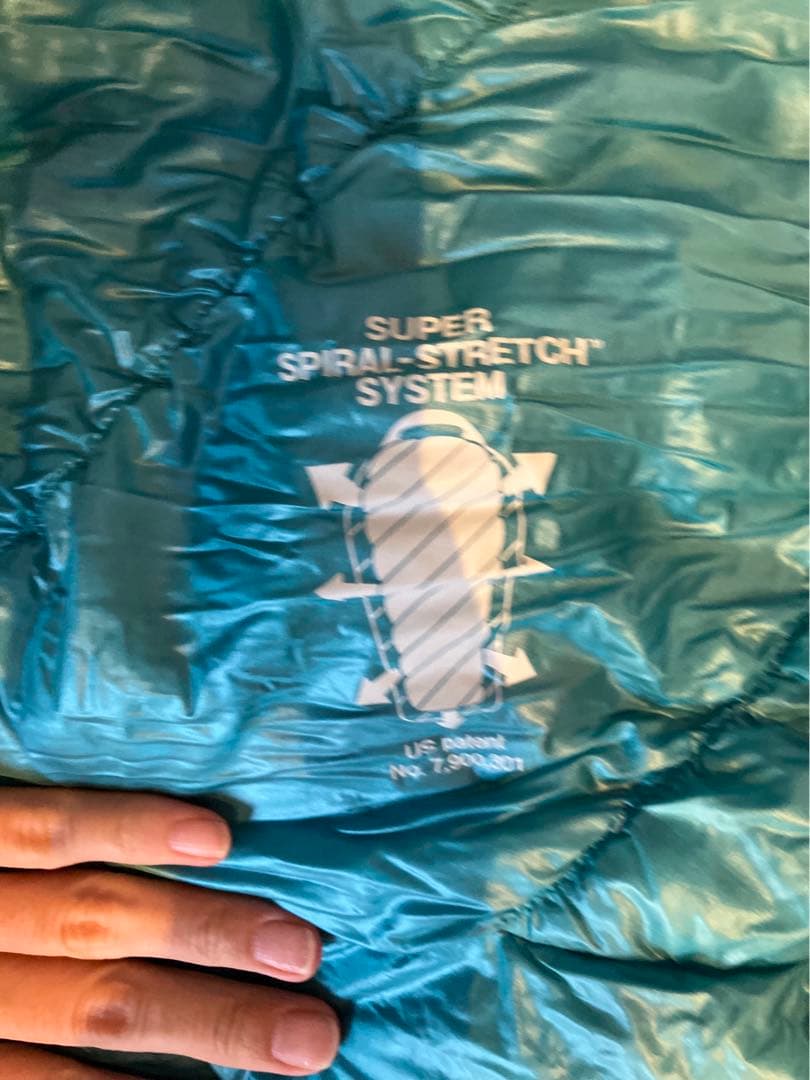 SUPER
SPIRAL-STRETCH™
SYSTEM
US patent
No. 7,900,301